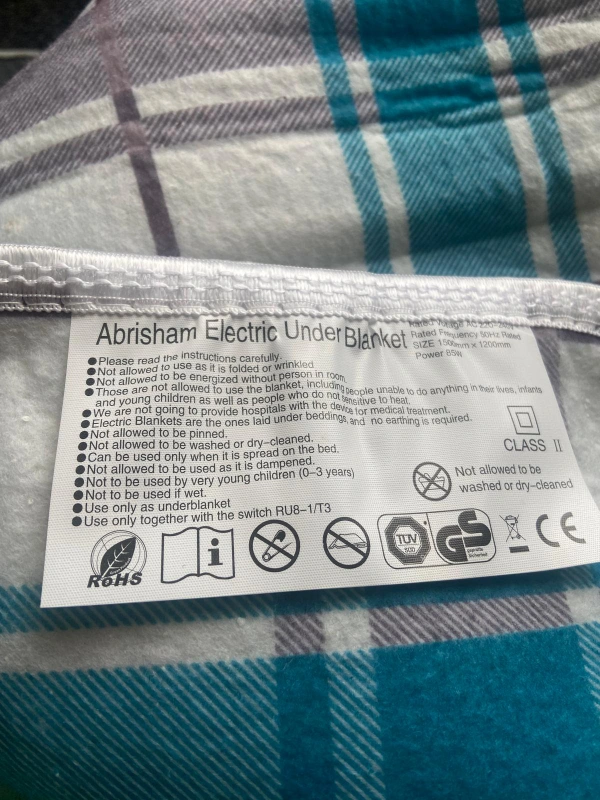 Abrisham Electric Under Blanket
Rated Voltage AC
Rated Frequency 50Hz Rated
SIZE 1500mm x 1200mm
Power 85W
●Please read the instructions carefully.
●Not allowed to use as it is folded or wrinkled
●Not allowed to be energized without person in room.
●Those are not allowed to use the blanket, including people unable to do anything in their lives, infants
and young children as well as people who do not sensitive to heat.
●We are not going to provide hospitals with the device for medical treatment.
●Electric Blankets are the ones laid under beddings, and no earthing is required.
●Not allowed to be pinned.
●Not allowed to be washed or dry-cleaned.
●Can be used only when it is spread on the bed.
●Not allowed to be used as it is dampened.
●Not to be used by very young children (0-3 years)
●Not to be used if wet.
●Use only as underblanket
●Use only together with the switch RU8-1/T3
CLASS II
Not allowed to be
washed or dry-cleaned
RoHS
i
TÜV
SÜD
GS
geprüfte
Sicherheit
CE